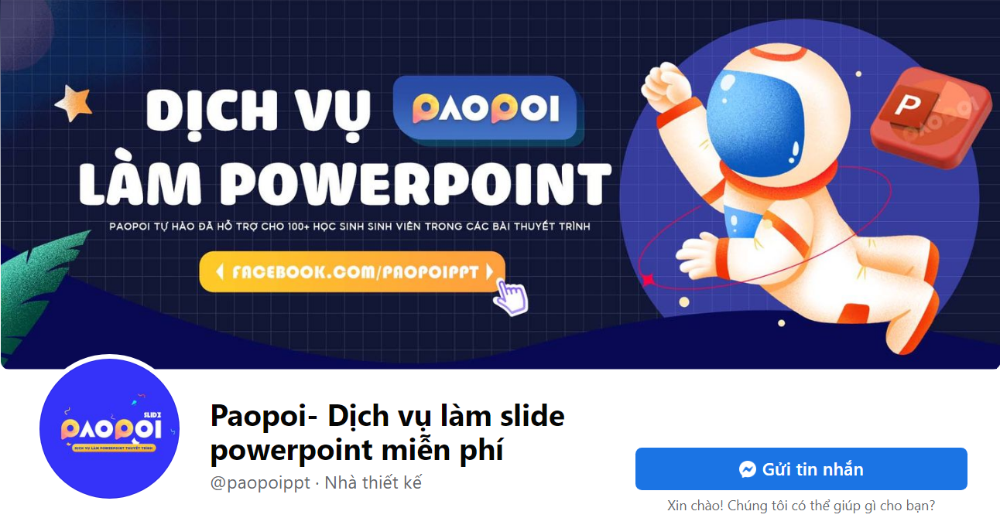 DỊCH VỤ PAOPOI
LÀM POWERPOINT
PAOPOI TỰ HÀO ĐÃ HỖ TRỢ CHO 100+ HỌC SINH SINH VIÊN TRONG CÁC BÀI THUYẾT TRÌNH
FACEBOOK.COM/PAOPOIPPT
P
PAOPOI
SLIDE
PAOPOI
DỊCH VỤ LÀM POWERPOINT THUYẾT TRÌNH
Paopoi- Dịch vụ làm slide
powerpoint miễn phí
@paopoippt · Nhà thiết kế
Gửi tin nhắn
Xin chào! Chúng tôi có thể giúp gì cho bạn?